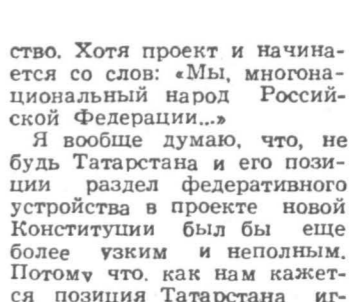 ство. Хотя проект и начина-
ется со слов: «Мы, многона-
циональный народ Россий-
ской Федерации...»
Я вообще думаю, что, не
будь Татарстана и его пози-
ции раздел федеративного
устройства в проекте новой
Конституции был бы еще
более узким и неполным.
Потому что, как нам кажет-
ся позиция Татарстана иг-